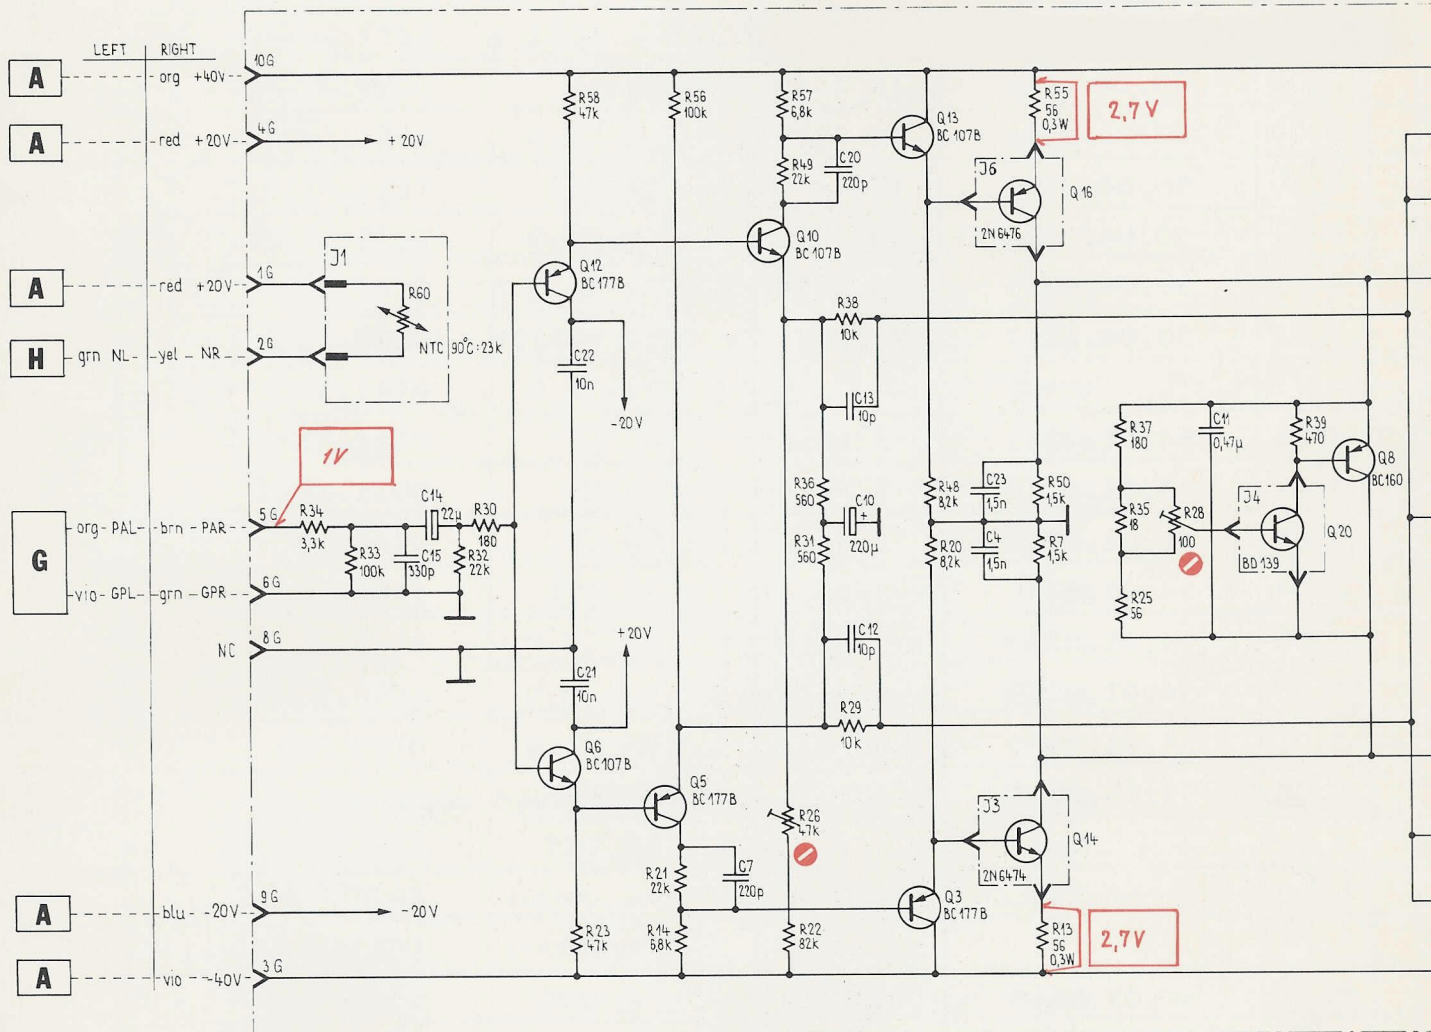 LEFT RIGHT
A org +40V 10G
A red +20V 4G + 20V
A red +20V 1G
H grn NL yel NR 2G
J1
R60
NTC 90°C:23k
1V
G
org PAL brn PAR 5G
vio GPL grn GPR 6G
NC 8G
A blu -20V 9G -20V
A vio -40V 3G
R34
3,3k
R33
100k
C15
330p
C14
22µ
R32
22k
R30
180
R58
47k
Q12
BC177B
C22
10n
-20V
C21
10n
+20V
Q6
BC107B
R23
47k
R56
100k
Q5
BC177B
R21
22k
C7
220p
R14
6,8k
R57
6,8k
R49
22k
C20
220p
Q10
BC107B
R38
10k
C13
10p
R36
560
C10
+
220µ
R31
560
C12
10p
R29
10k
R26
47k
R22
82k
Q13
BC107B
R48
8,2k
R20
8,2k
C23
1,5n
C4
1,5n
R50
1,5k
R7
1,5k
Q3
BC177B
R55
56
0,3W
2,7V
J6
Q16
2N6476
J3
Q14
2N6474
R13
56
0,3W
2,7V
R37
180
C11
0,47µ
R39
470
Q8
BC160
R35
18
R28
100
J4
Q20
BD139
R25
56